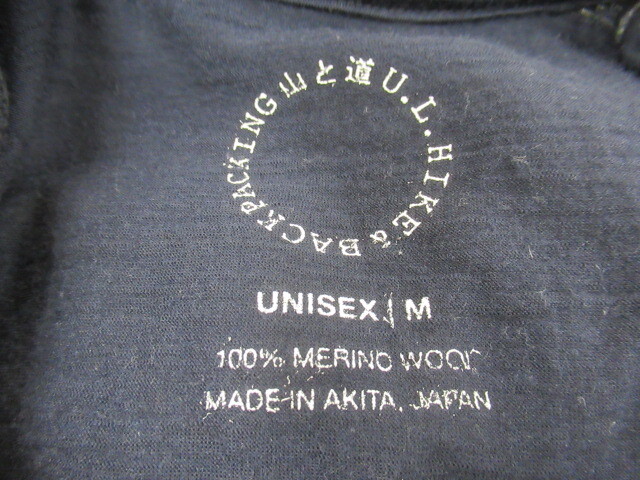 山と道 U.L. HIKE & BACKPACKING
UNISEX / M
100% MERINO WOOL
MADE IN AKITA, JAPAN